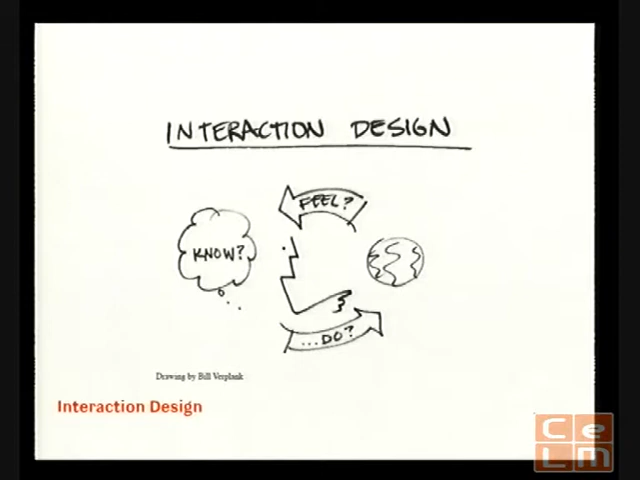 INTERACTION DESIGN
FEEL?
KNOW?
...DO?
Drawing by Bill Verplank
Interaction Design
CeLM